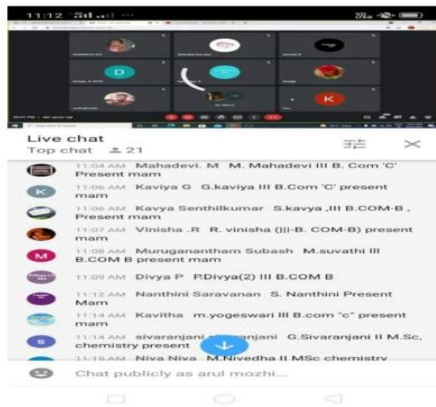 11:12
D
K
Live chat
Top chat 21
11:04 AM Mahadevi. M M. Mahadevi III B. Com 'C'
Present mam
K
11:06 AM Kaviya G G.kaviya III B.Com 'C' present
mam
11:06 AM Kavya Senthilkumar S.kavya ,III B.COM-B ,
Present mam
11:07 AM Vinisha .R R. vinisha (|||-B. COM-B) present
mam
M
11:08 AM Muruganantham Subash M.suvathi III
B.COM B present mam
11:09 AM Divya P P.Divya(2) III B.COM B
11:12 AM Nanthini Saravanan S. Nanthini Present
Mam
11:14 AM Kavitha m.yogeswari III B.com "c" present
mam
S
11:14 AM sivaranjani G.Sivaranjani II M.Sc,
chemistry present
11:15 AM Niva Niva M.Nivedha II MSc chemistry
Chat publicly as arul mozhi...